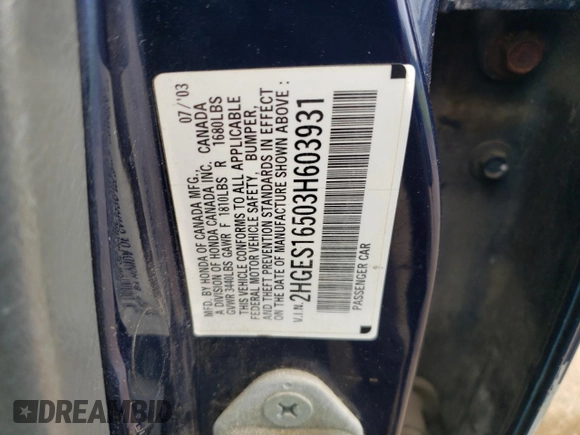 07/'03
MFD. BY HONDA OF CANADA MFG., CANADA
A DIVISION OF HONDA CANADA INC.
GVWR 3440LBS GAWR F 1810LBS R 1680LBS
THIS VEHICLE CONFORMS TO ALL APPLICABLE
FEDERAL MOTOR VEHICLE SAFETY, BUMPER,
AND THEFT PREVENTION STANDARDS IN EFFECT
ON THE DATE OF MANUFACTURE SHOWN ABOVE:
V.I.N. 2HGES16503H603931
PASSENGER CAR
DREAMBID